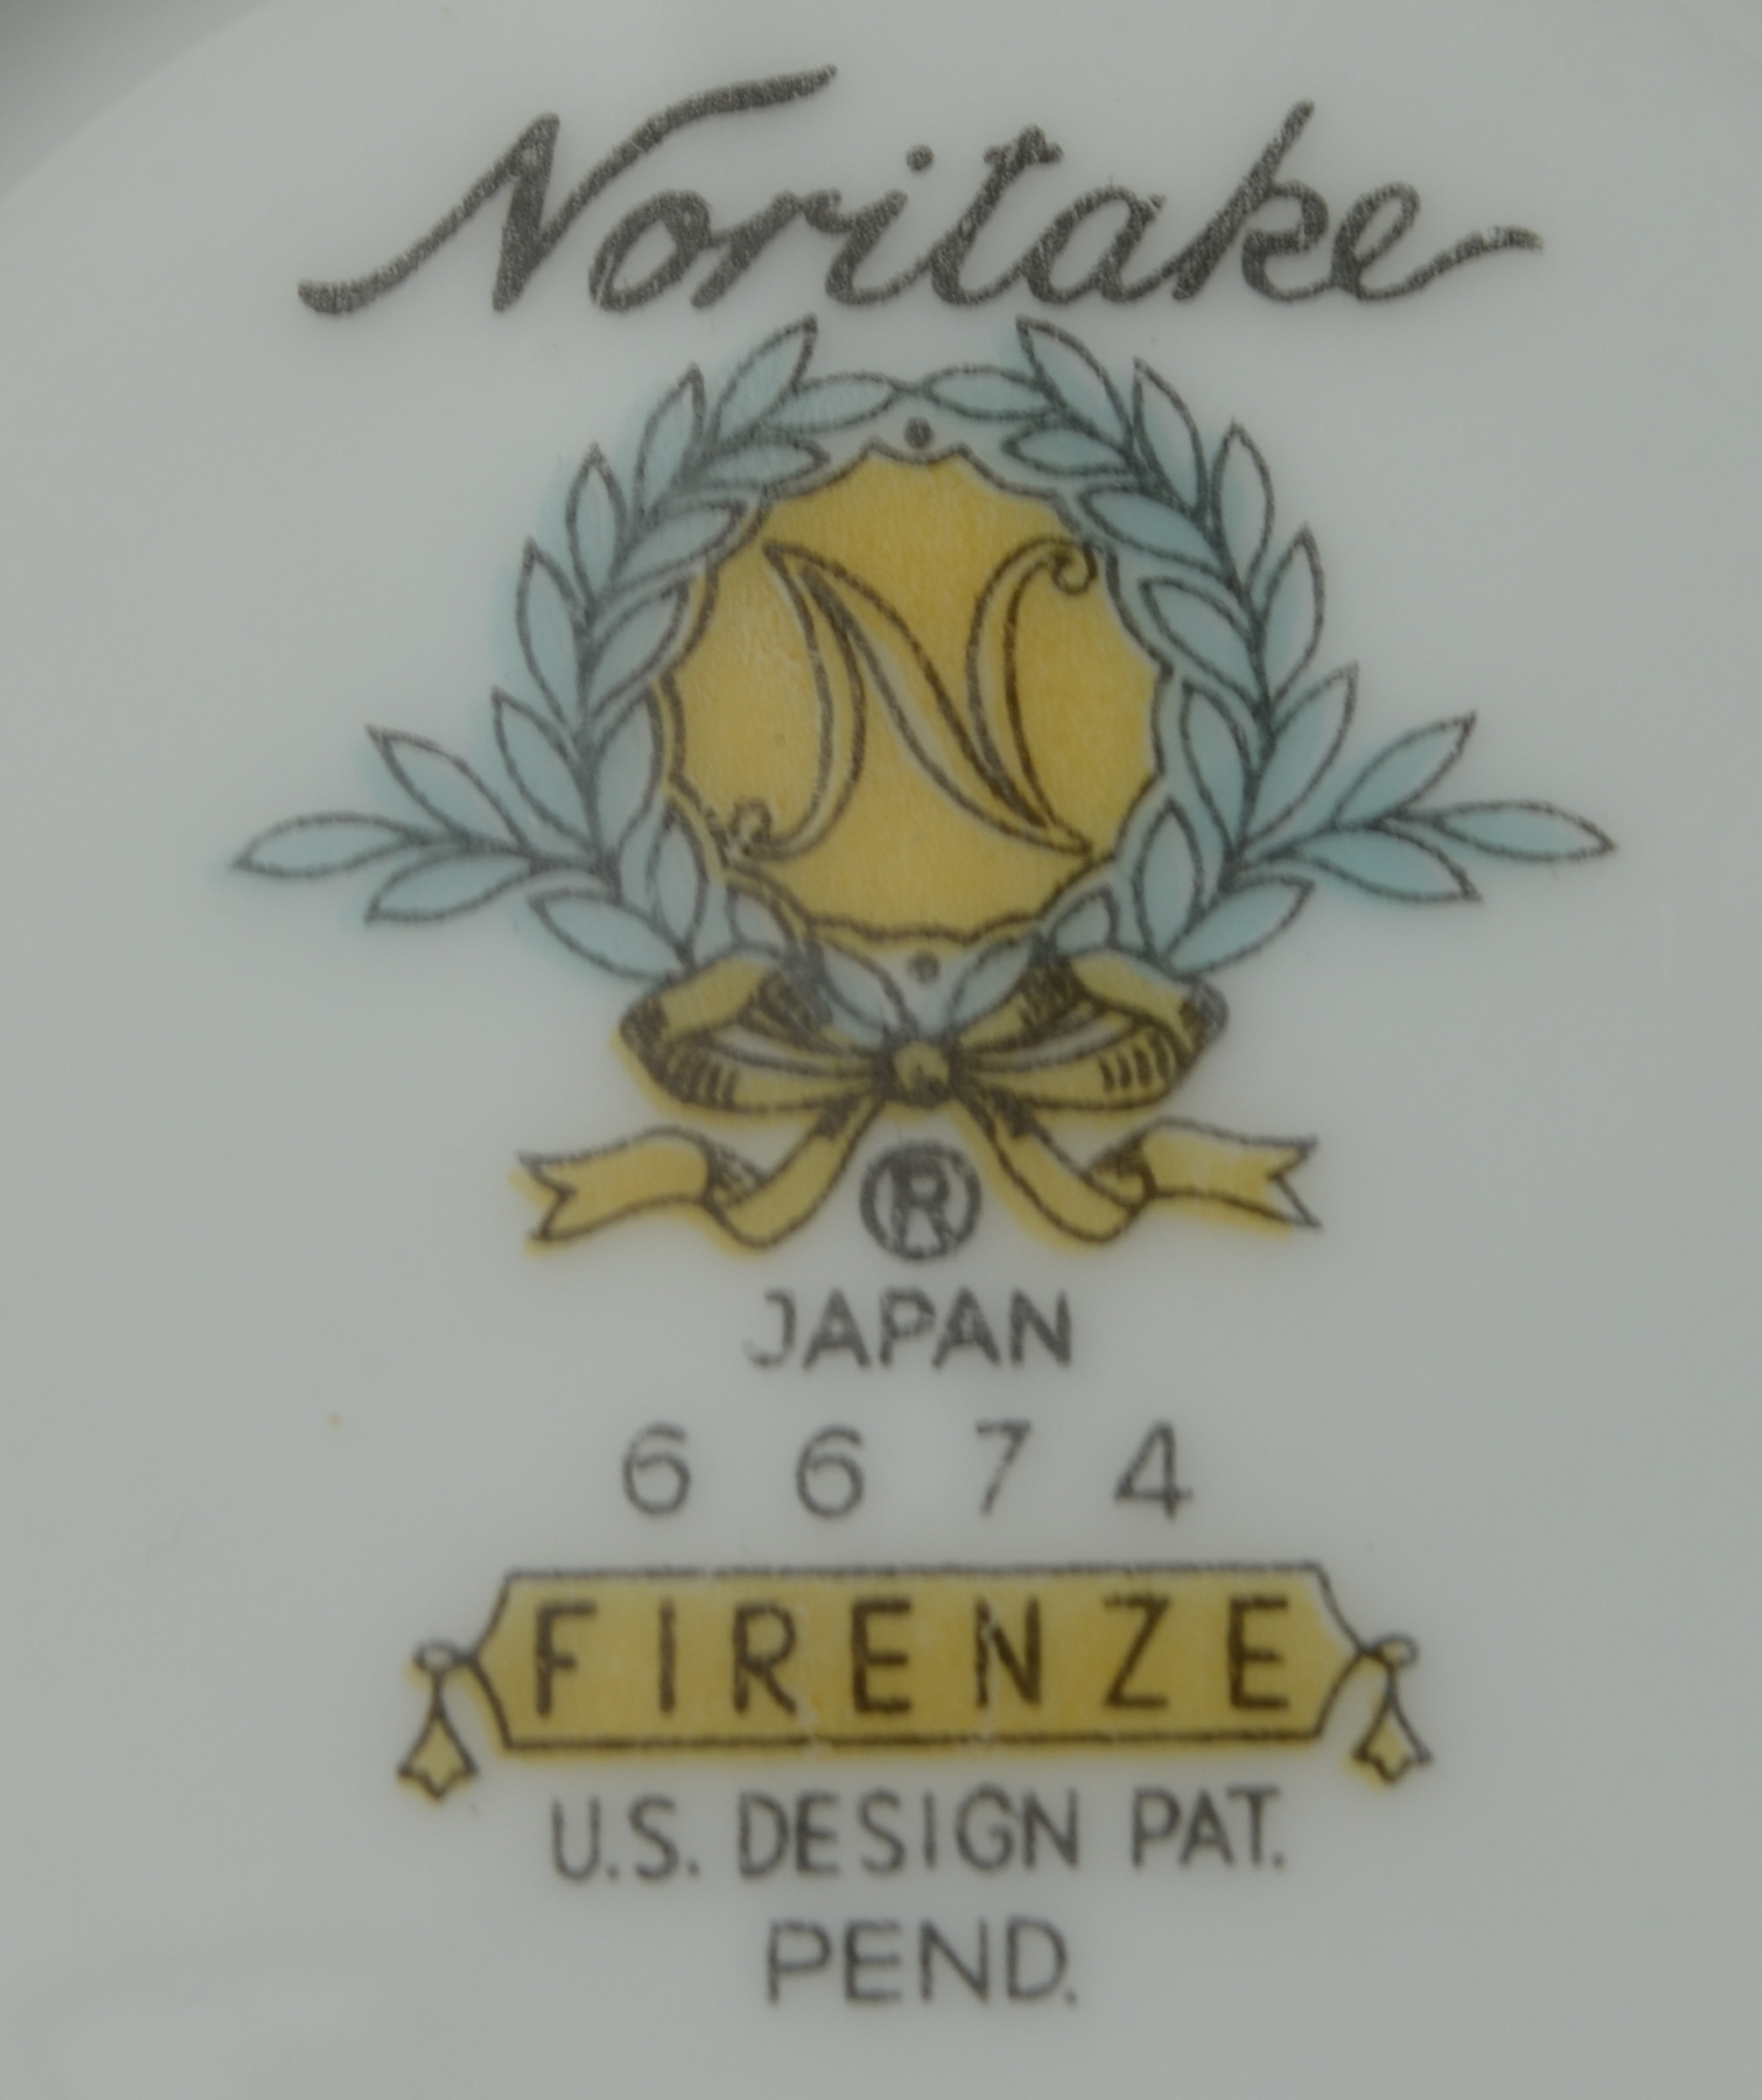 Noritake
N
®
JAPAN
6674
FIRENZE
U.S. DESIGN PAT.
PEND.